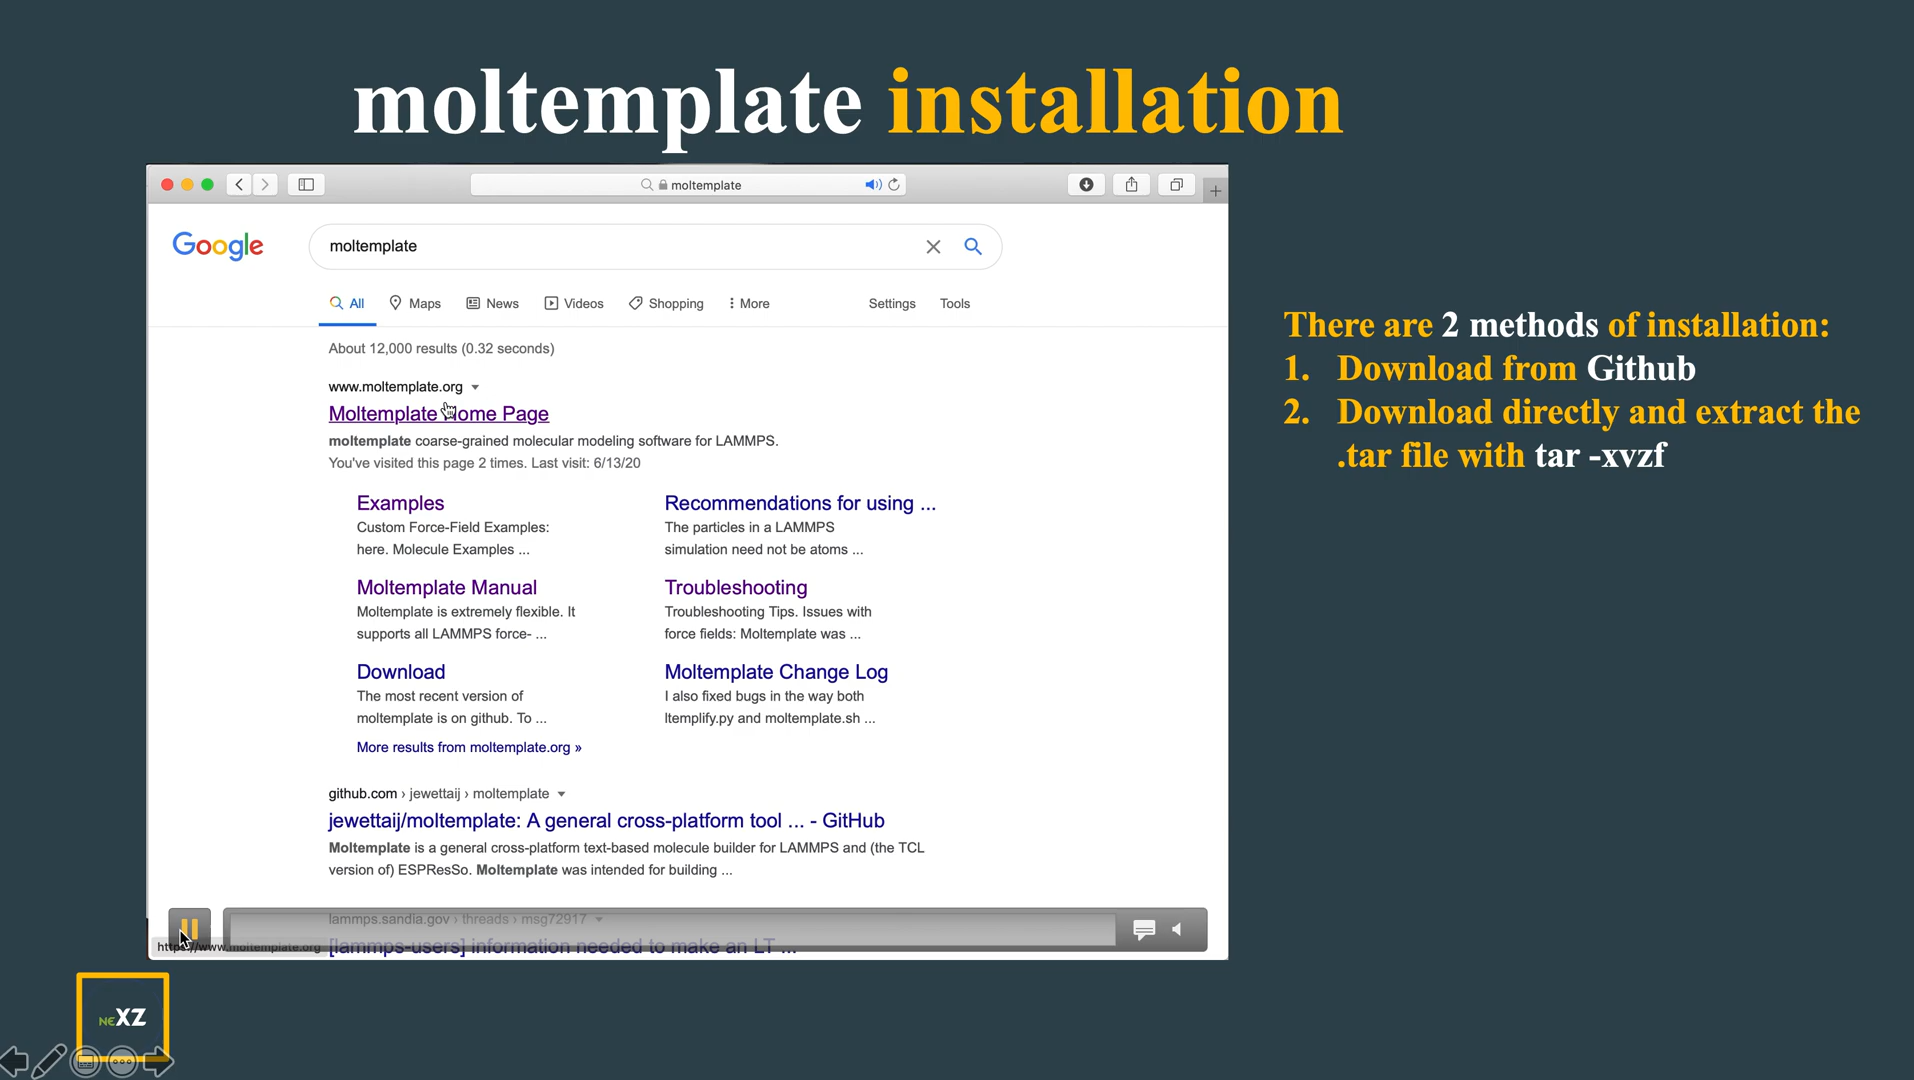 moltemplate installation
moltemplate
Google
moltemplate
All Maps News Videos Shopping More Settings Tools
About 12,000 results (0.32 seconds)
www.moltemplate.org
Moltemplate Home Page
moltemplate coarse-grained molecular modeling software for LAMMPS.
You've visited this page 2 times. Last visit: 6/13/20
Examples
Custom Force-Field Examples:
here. Molecule Examples ...
Recommendations for using ...
The particles in a LAMMPS
simulation need not be atoms ...
Moltemplate Manual
Moltemplate is extremely flexible. It
supports all LAMMPS force- ...
Troubleshooting
Troubleshooting Tips. Issues with
force fields: Moltemplate was ...
Download
The most recent version of
moltemplate is on github. To ...
Moltemplate Change Log
I also fixed bugs in the way both
ltemplify.py and moltemplate.sh ...
More results from moltemplate.org »
github.com › jewettaij › moltemplate
jewettaij/moltemplate: A general cross-platform tool ... - GitHub
Moltemplate is a general cross-platform text-based molecule builder for LAMMPS and (the TCL
version of) ESPResSo. Moltemplate was intended for building ...
lammps.sandia.gov › threads › msg72917
[lammps-users] information needed to make an LT ...
https://www.moltemplate.org
There are 2 methods of installation:
1. Download from Github
2. Download directly and extract the
.tar file with tar -xvzf
NEXZ